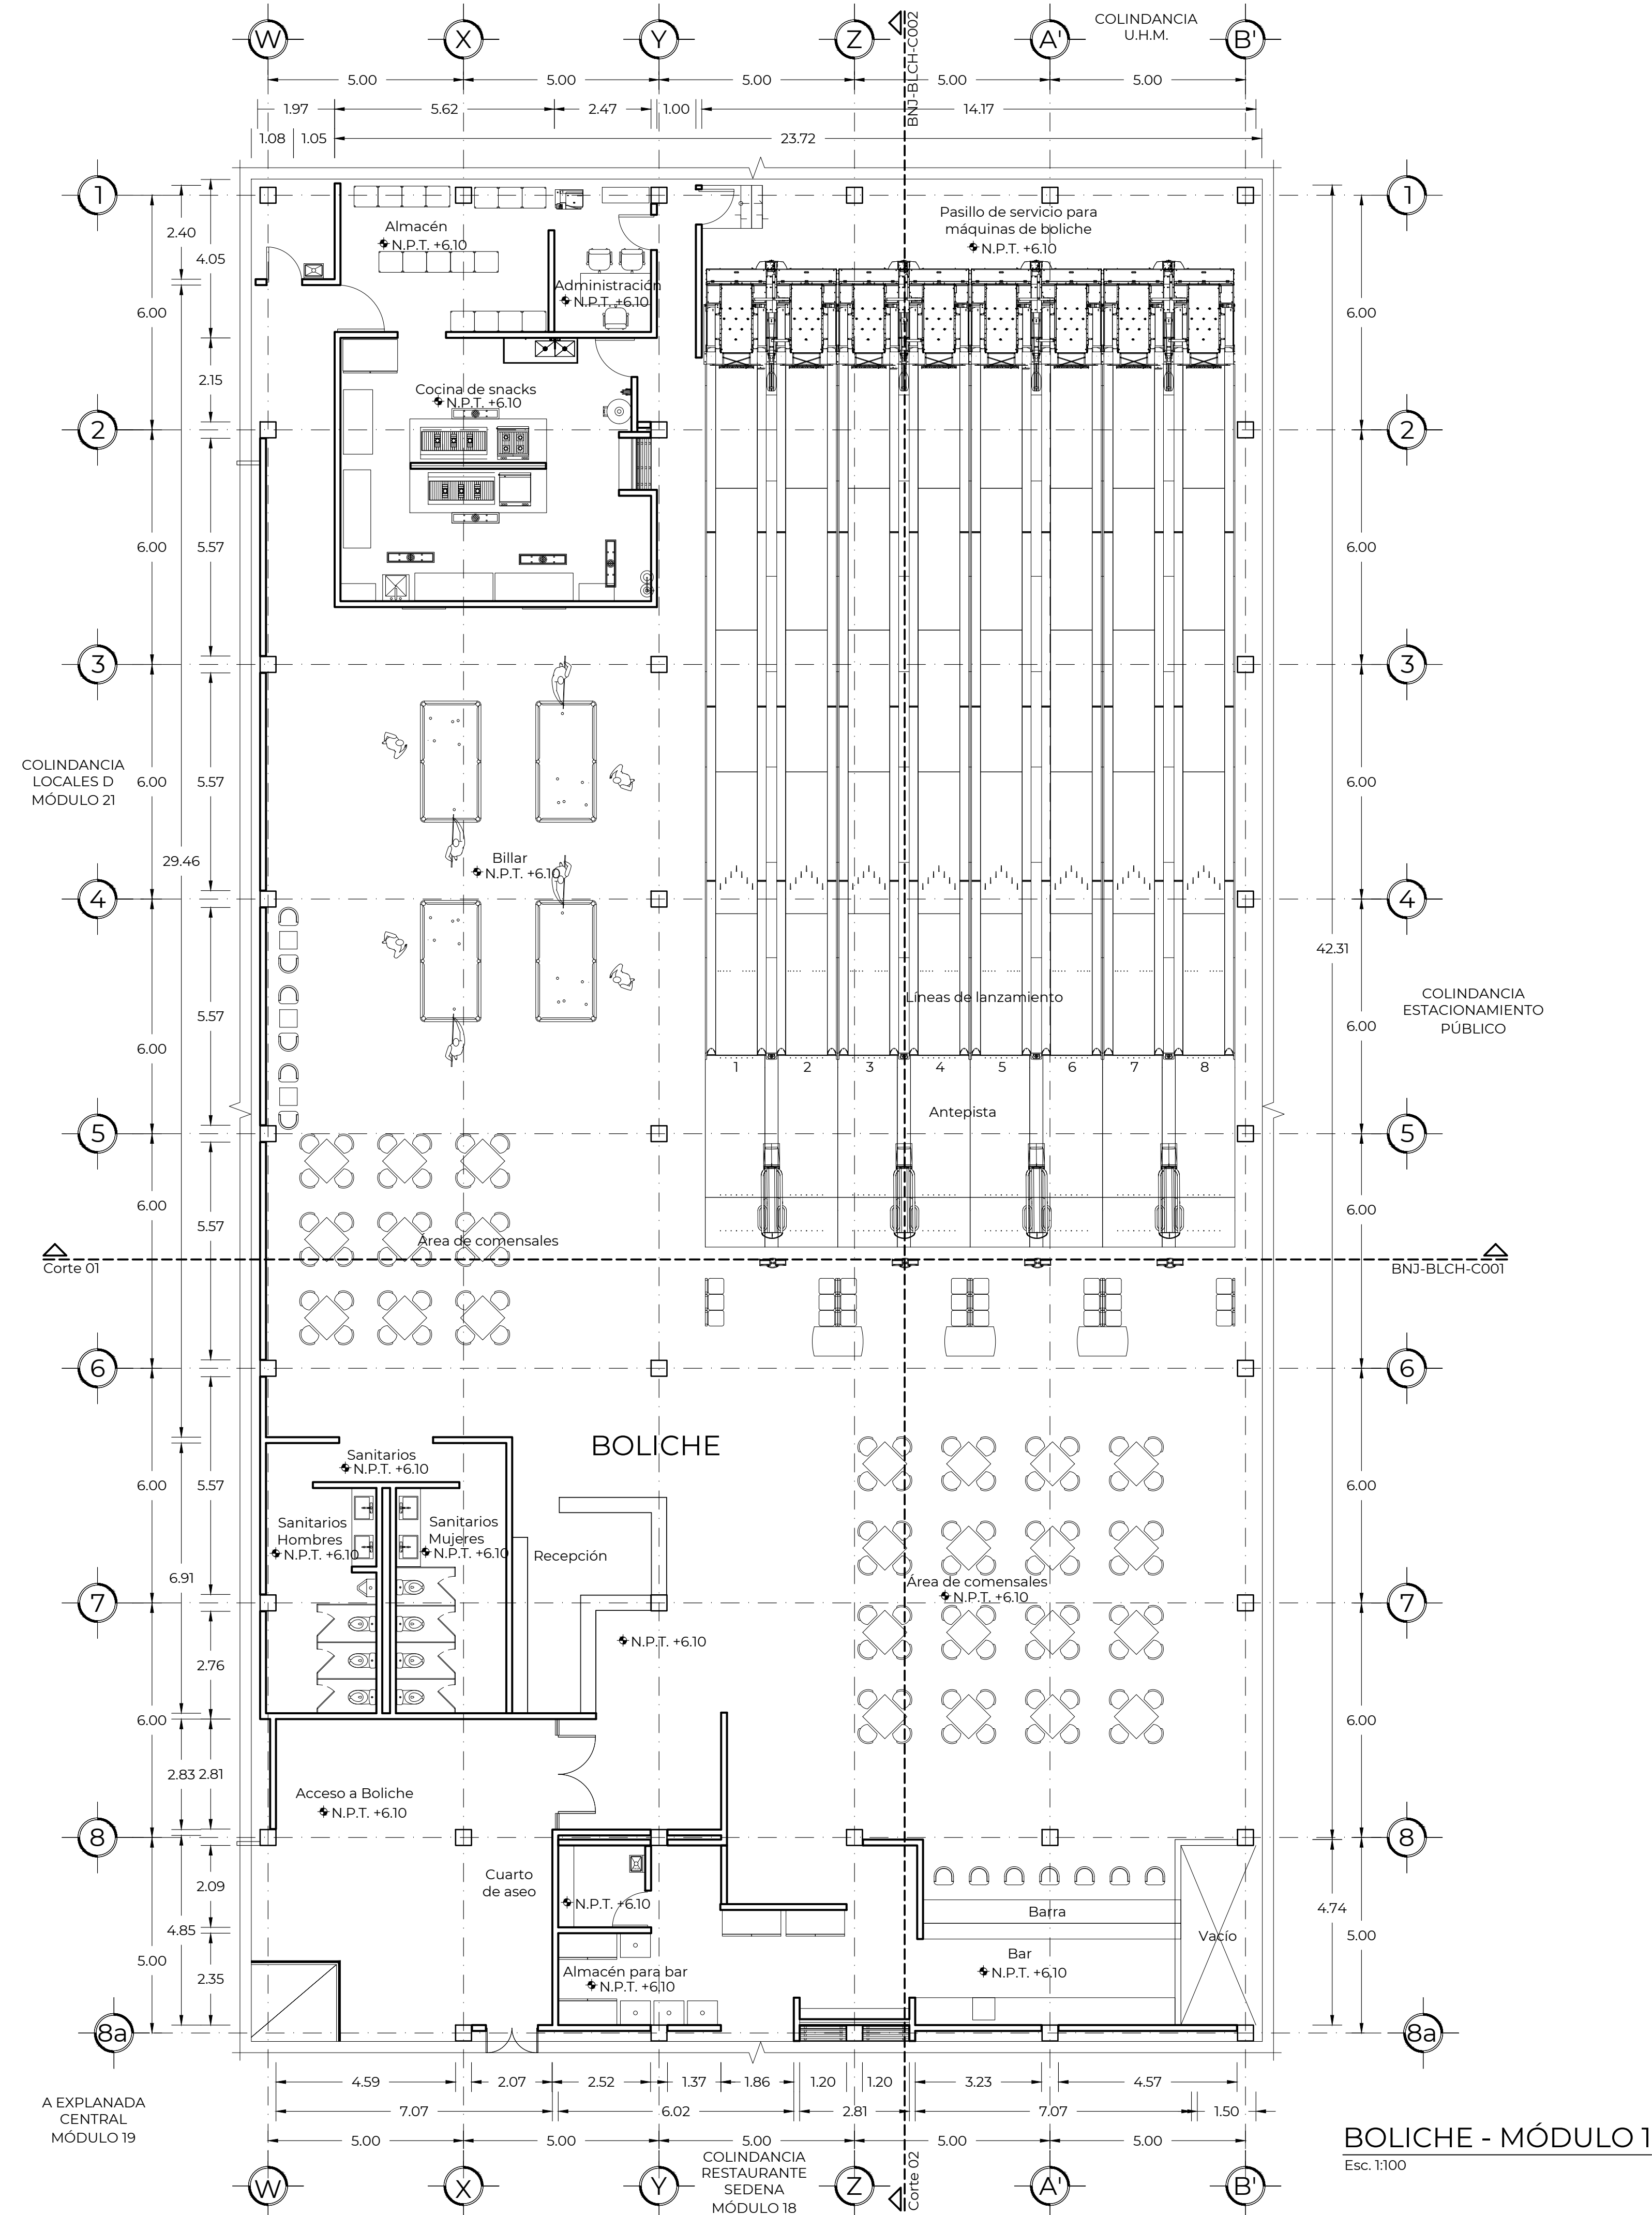 W
X
Y
Z
A'
B'
BNJ-BLCH-C002
COLINDANCIA
U.H.M.
5.00
5.00
5.00
5.00
5.00
1.97
5.62
2.47
1.00
14.17
1.08
1.05
23.72
1
1
2.40
4.05
6.00
6.00
Almacén
N.P.T. +6.10
Pasillo de servicio para
máquinas de boliche
N.P.T. +6.10
Administración
N.P.T. +6.10
2.15
Cocina de snacks
N.P.T. +6.10
2
2
6.00
5.57
6.00
3
3
COLINDANCIA
LOCALES D
MÓDULO 21
6.00
5.57
6.00
29.46
Billar
N.P.T. +6.10
4
4
42.31
5.57
6.00
6.00
Líneas de lanzamiento
COLINDANCIA
ESTACIONAMIENTO
PÚBLICO
1
2
3
4
5
6
7
8
Antepista
5
5
6.00
5.57
6.00
Área de comensales
Corte 01
BNJ-BLCH-C001
6
6
BOLICHE
Sanitarios
N.P.T. +6.10
6.00
5.57
6.00
Sanitarios
Hombres
N.P.T. +6.10
Sanitarios
Mujeres
N.P.T. +6.10
Recepción
6.91
Área de comensales
N.P.T. +6.10
7
7
N.P.T. +6.10
2.76
6.00
6.00
2.83
2.81
Acceso a Boliche
N.P.T. +6.10
8
8
Cuarto
de aseo
N.P.T. +6.10
2.09
4.85
5.00
2.35
Barra
Vacío
Bar
N.P.T. +6.10
4.74
5.00
Almacén para bar
N.P.T. +6.10
8a
8a
4.59
2.07
2.52
1.37
1.86
1.20
1.20
3.23
4.57
7.07
6.02
2.81
7.07
1.50
5.00
5.00
5.00
5.00
5.00
A EXPLANADA
CENTRAL
MÓDULO 19
COLINDANCIA
RESTAURANTE
SEDENA
MÓDULO 18
Corte 02
W
X
Y
Z
A'
B'
BOLICHE - MÓDULO 1
Esc. 1:100